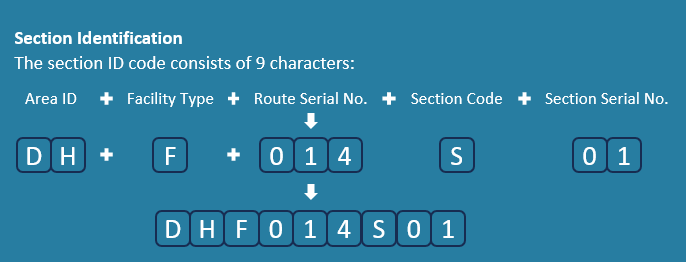 Section Identification
The section ID code consists of 9 characters:
Area ID + Facility Type + Route Serial No. + Section Code + Section Serial No.
D H + F + 0 1 4 S 0 1
D H F 0 1 4 S 0 1